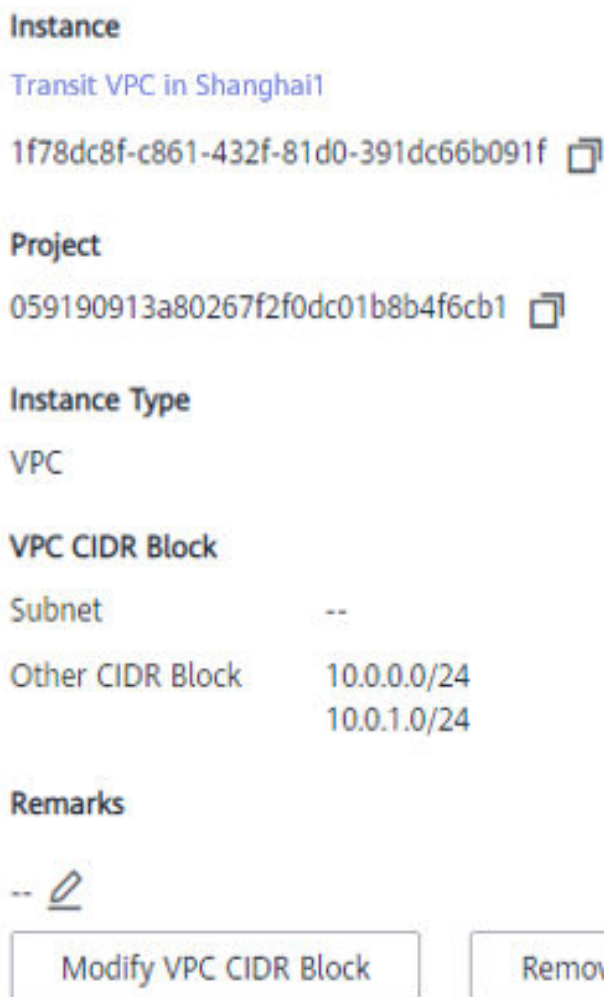 Instance
Transit VPC in Shanghai1
1f78dc8f-c861-432f-81d0-391dc66b091f
Project
059190913a80267f2f0dc01b8b4f6cb1
Instance Type
VPC
VPC CIDR Block
Subnet --
Other CIDR Block 10.0.0.0/24
10.0.1.0/24
Remarks
--
Modify VPC CIDR Block